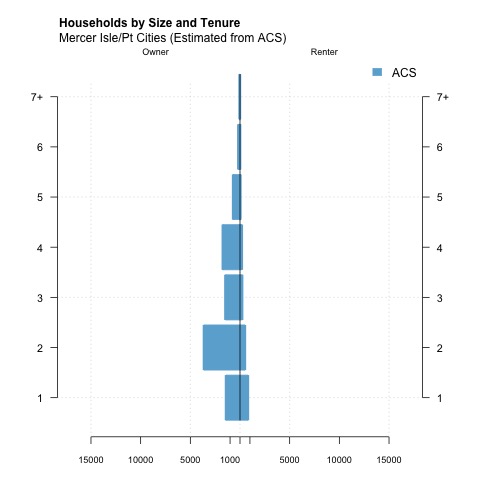 Households by Size and Tenure
Mercer Isle/Pt Cities (Estimated from ACS)
Owner Renter
ACS
7+ 7+
6 6
5 5
4 4
3 3
2 2
1 1
15000 10000 5000 1000 5000 10000 15000